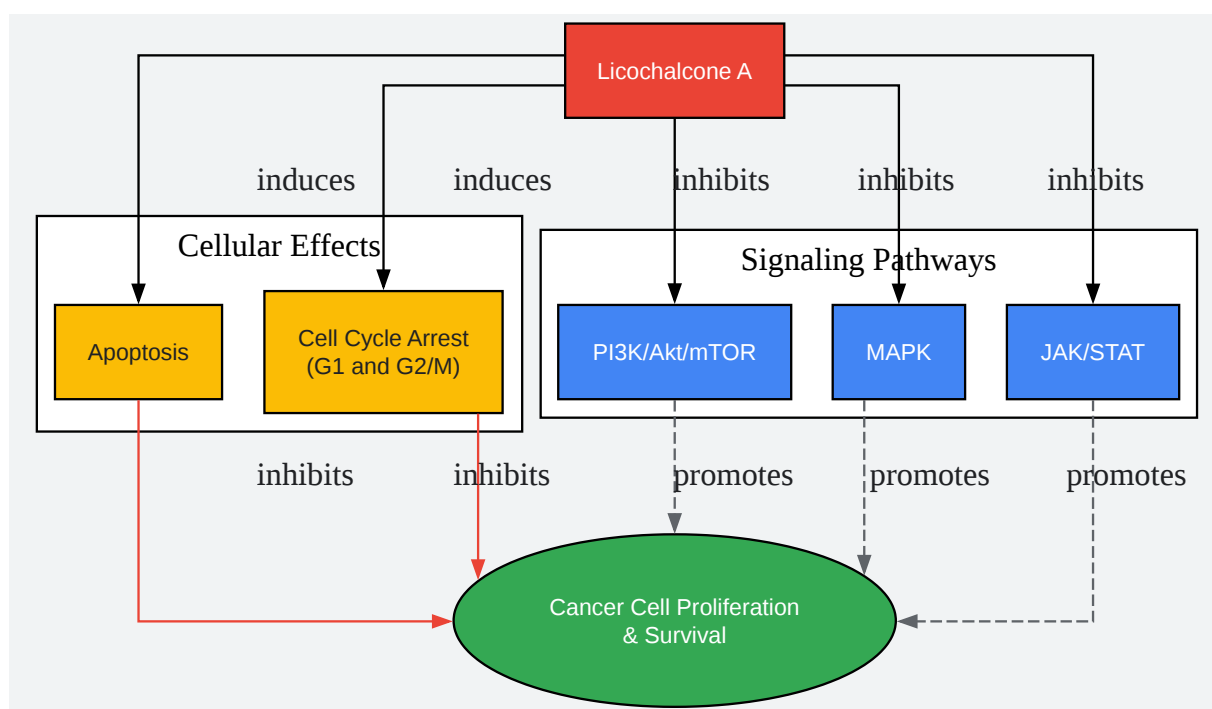 Licochalcone A
induces
induces
inhibits
inhibits
inhibits
Cellular Effects
Signaling Pathways
Apoptosis
Cell Cycle Arrest
(G1 and G2/M)
PI3K/Akt/mTOR
MAPK
JAK/STAT
inhibits
inhibits
promotes
promotes
promotes
Cancer Cell Proliferation
& Survival